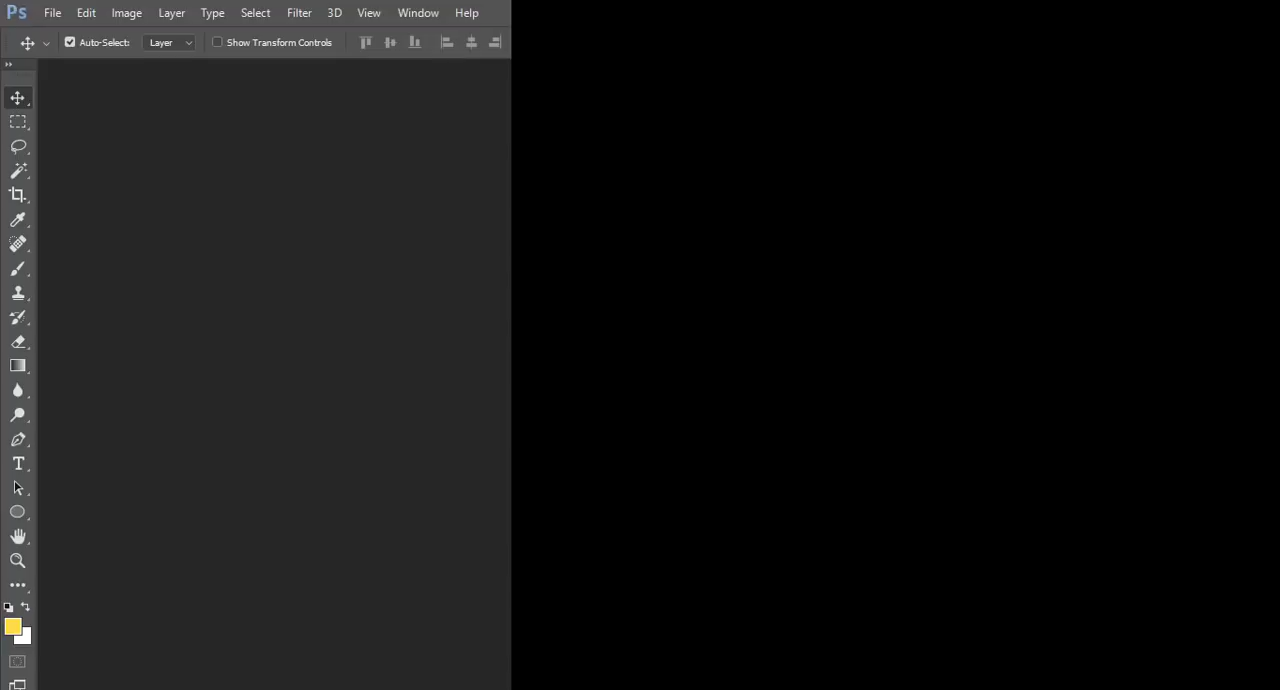 Ps File Edit Image Layer Type Select Filter 3D View Window Help
Auto-Select: Layer Show Transform Controls